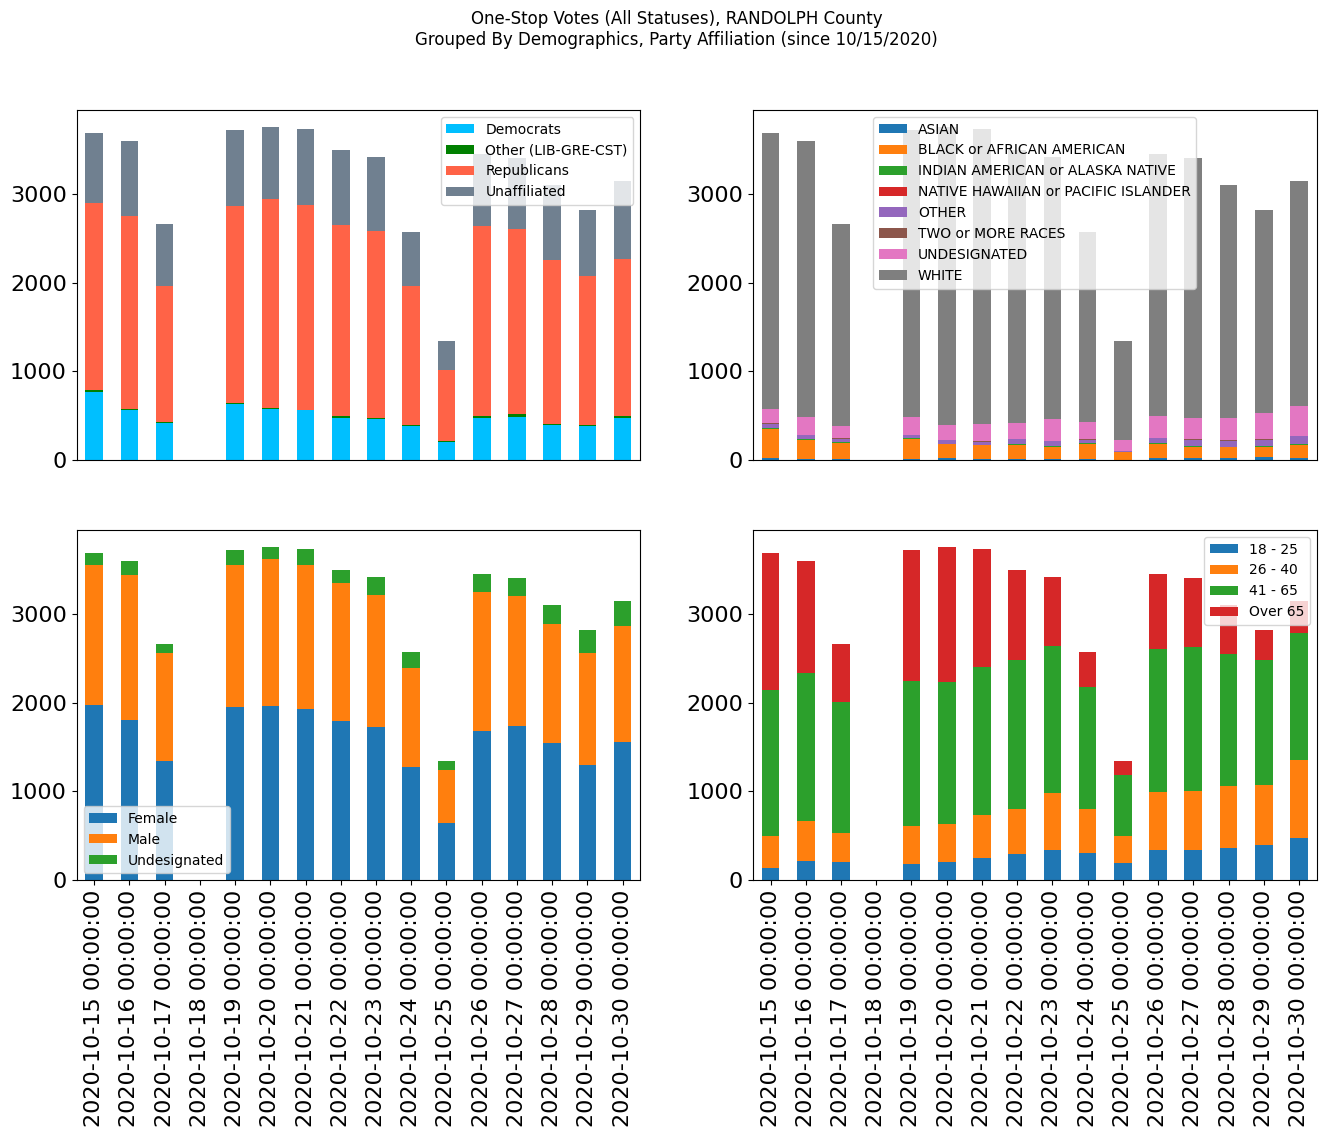 One-Stop Votes (All Statuses), RANDOLPH County
Grouped By Demographics, Party Affiliation (since 10/15/2020)
3000
2000
1000
0
Democrats
Other (LIB-GRE-CST)
Republicans
Unaffiliated
3000
2000
1000
0
ASIAN
BLACK or AFRICAN AMERICAN
INDIAN AMERICAN or ALASKA NATIVE
NATIVE HAWAIIAN or PACIFIC ISLANDER
OTHER
TWO or MORE RACES
UNDESIGNATED
WHITE
3000
2000
1000
0
Female
Male
Undesignated
2020-10-15 00:00:00
2020-10-16 00:00:00
2020-10-17 00:00:00
2020-10-18 00:00:00
2020-10-19 00:00:00
2020-10-20 00:00:00
2020-10-21 00:00:00
2020-10-22 00:00:00
2020-10-23 00:00:00
2020-10-24 00:00:00
2020-10-25 00:00:00
2020-10-26 00:00:00
2020-10-27 00:00:00
2020-10-28 00:00:00
2020-10-29 00:00:00
2020-10-30 00:00:00
3000
2000
1000
0
18 - 25
26 - 40
41 - 65
Over 65
2020-10-15 00:00:00
2020-10-16 00:00:00
2020-10-17 00:00:00
2020-10-18 00:00:00
2020-10-19 00:00:00
2020-10-20 00:00:00
2020-10-21 00:00:00
2020-10-22 00:00:00
2020-10-23 00:00:00
2020-10-24 00:00:00
2020-10-25 00:00:00
2020-10-26 00:00:00
2020-10-27 00:00:00
2020-10-28 00:00:00
2020-10-29 00:00:00
2020-10-30 00:00:00